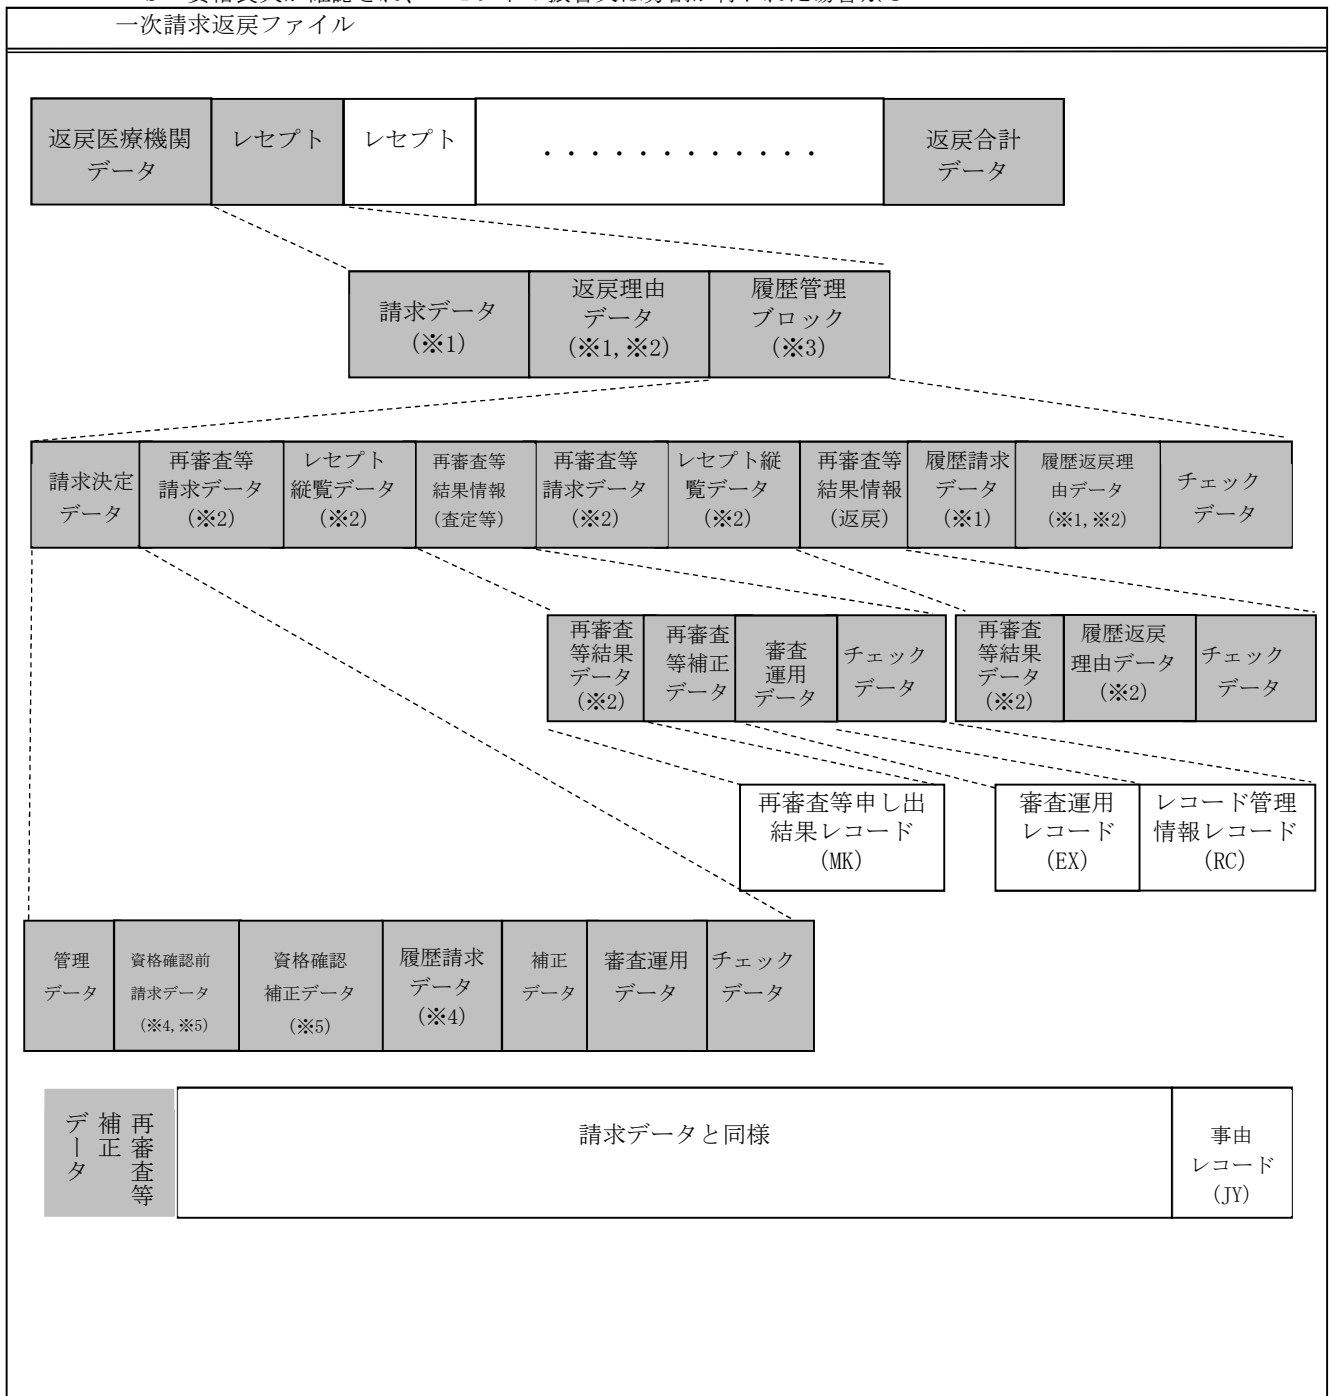 一次請求返戻ファイル
返戻医療機関
データ
レセプト
レセプト
・・・・・・・・・・・・
返戻合計
データ
請求データ
(※1)
返戻理由
データ
(※1,※2)
履歴管理
ブロック
(※3)
請求決定
データ
再審査等
請求データ
(※2)
レセプト
縦覧データ
(※2)
再審査等
結果情報
(査定等)
再審査等
請求データ
(※2)
レセプト縦
覧データ
(※2)
再審査等
結果情報
(返戻)
履歴請求
データ
(※1)
履歴返戻理
由データ
(※1,※2)
チェック
データ
再審査
等結果
データ
(※2)
再審査
等補正
データ
審査
運用
データ
チェック
データ
再審査
等結果
データ
(※2)
履歴返戻
理由データ
(※2)
チェック
データ
再審査等申し出
結果レコード
(MK)
審査運用
レコード
(EX)
レコード管理
情報レコード
(RC)
管理
データ
資格確認前
請求データ
(※4,※5)
資格確認
補正データ
(※5)
履歴請求
データ
(※4)
補正
データ
審査運用
データ
チェック
データ
再審査等
補正
データ
請求データと同様
事由
レコード
(JY)